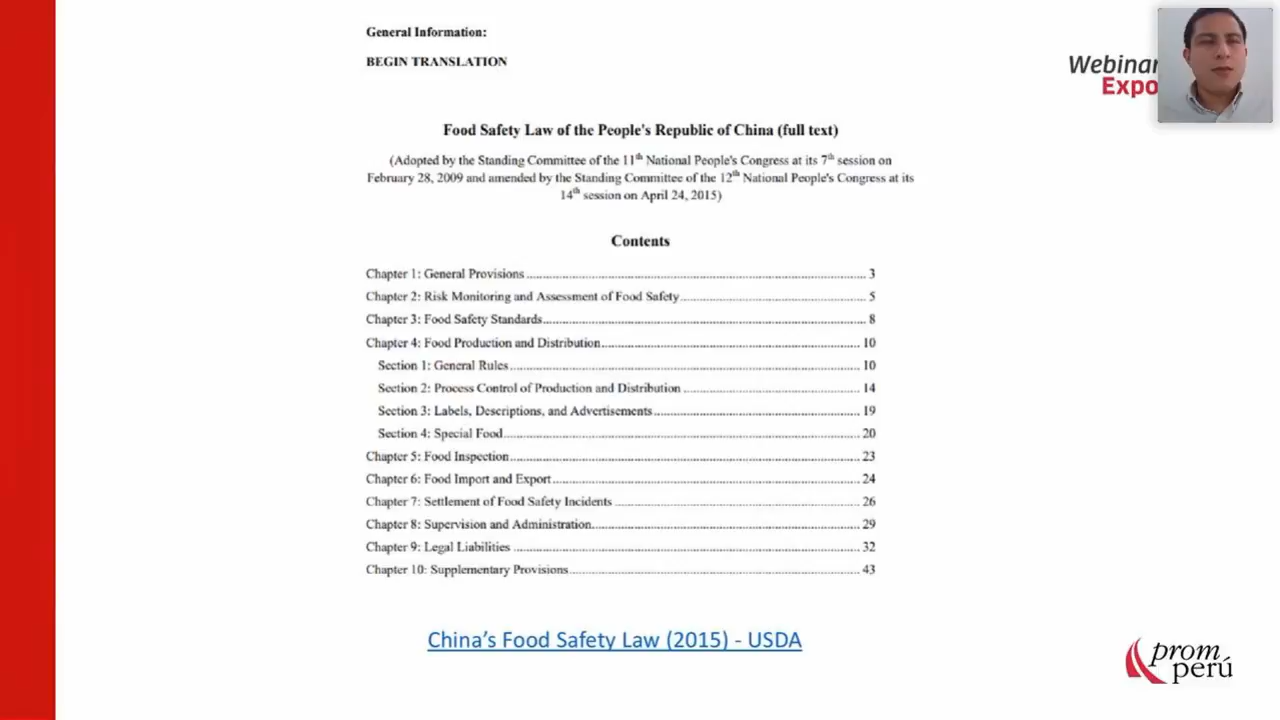 General Information:
BEGIN TRANSLATION
Webinar
Expo
Food Safety Law of the People's Republic of China (full text)
(Adopted by the Standing Committee of the 11th National People's Congress at its 7th session on
February 28, 2009 and amended by the Standing Committee of the 12th National People's Congress at its
14th session on April 24, 2015)
Contents
Chapter 1: General Provisions ........ 3
Chapter 2: Risk Monitoring and Assessment of Food Safety ........ 5
Chapter 3: Food Safety Standards ........ 8
Chapter 4: Food Production and Distribution ........ 10
Section 1: General Rules ........ 10
Section 2: Process Control of Production and Distribution ........ 14
Section 3: Labels, Descriptions, and Advertisements ........ 19
Section 4: Special Food ........ 20
Chapter 5: Food Inspection ........ 23
Chapter 6: Food Import and Export ........ 24
Chapter 7: Settlement of Food Safety Incidents ........ 26
Chapter 8: Supervision and Administration ........ 29
Chapter 9: Legal Liabilities ........ 32
Chapter 10: Supplementary Provisions ........ 43
China's Food Safety Law (2015) - USDA
prom
perú